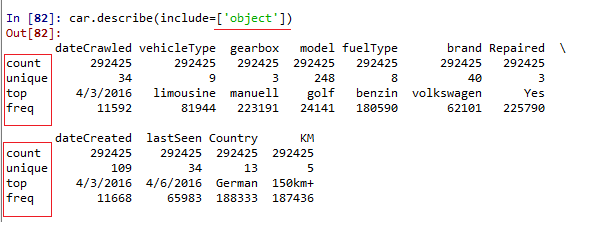 In [82]: car.describe(include=['object'])
Out[82]:
dateCrawled vehicleType gearbox model fuelType brand Repaired \
count 292425 292425 292425 292425 292425 292425 292425
unique 34 9 3 248 8 40 3
top 4/3/2016 limousine manuell golf benzin volkswagen Yes
freq 11592 81944 223191 24141 180590 62101 225790
dateCreated lastSeen Country KM
count 292425 292425 292425 292425
unique 109 34 13 5
top 4/3/2016 4/6/2016 German 150km+
freq 11668 65983 188333 187436